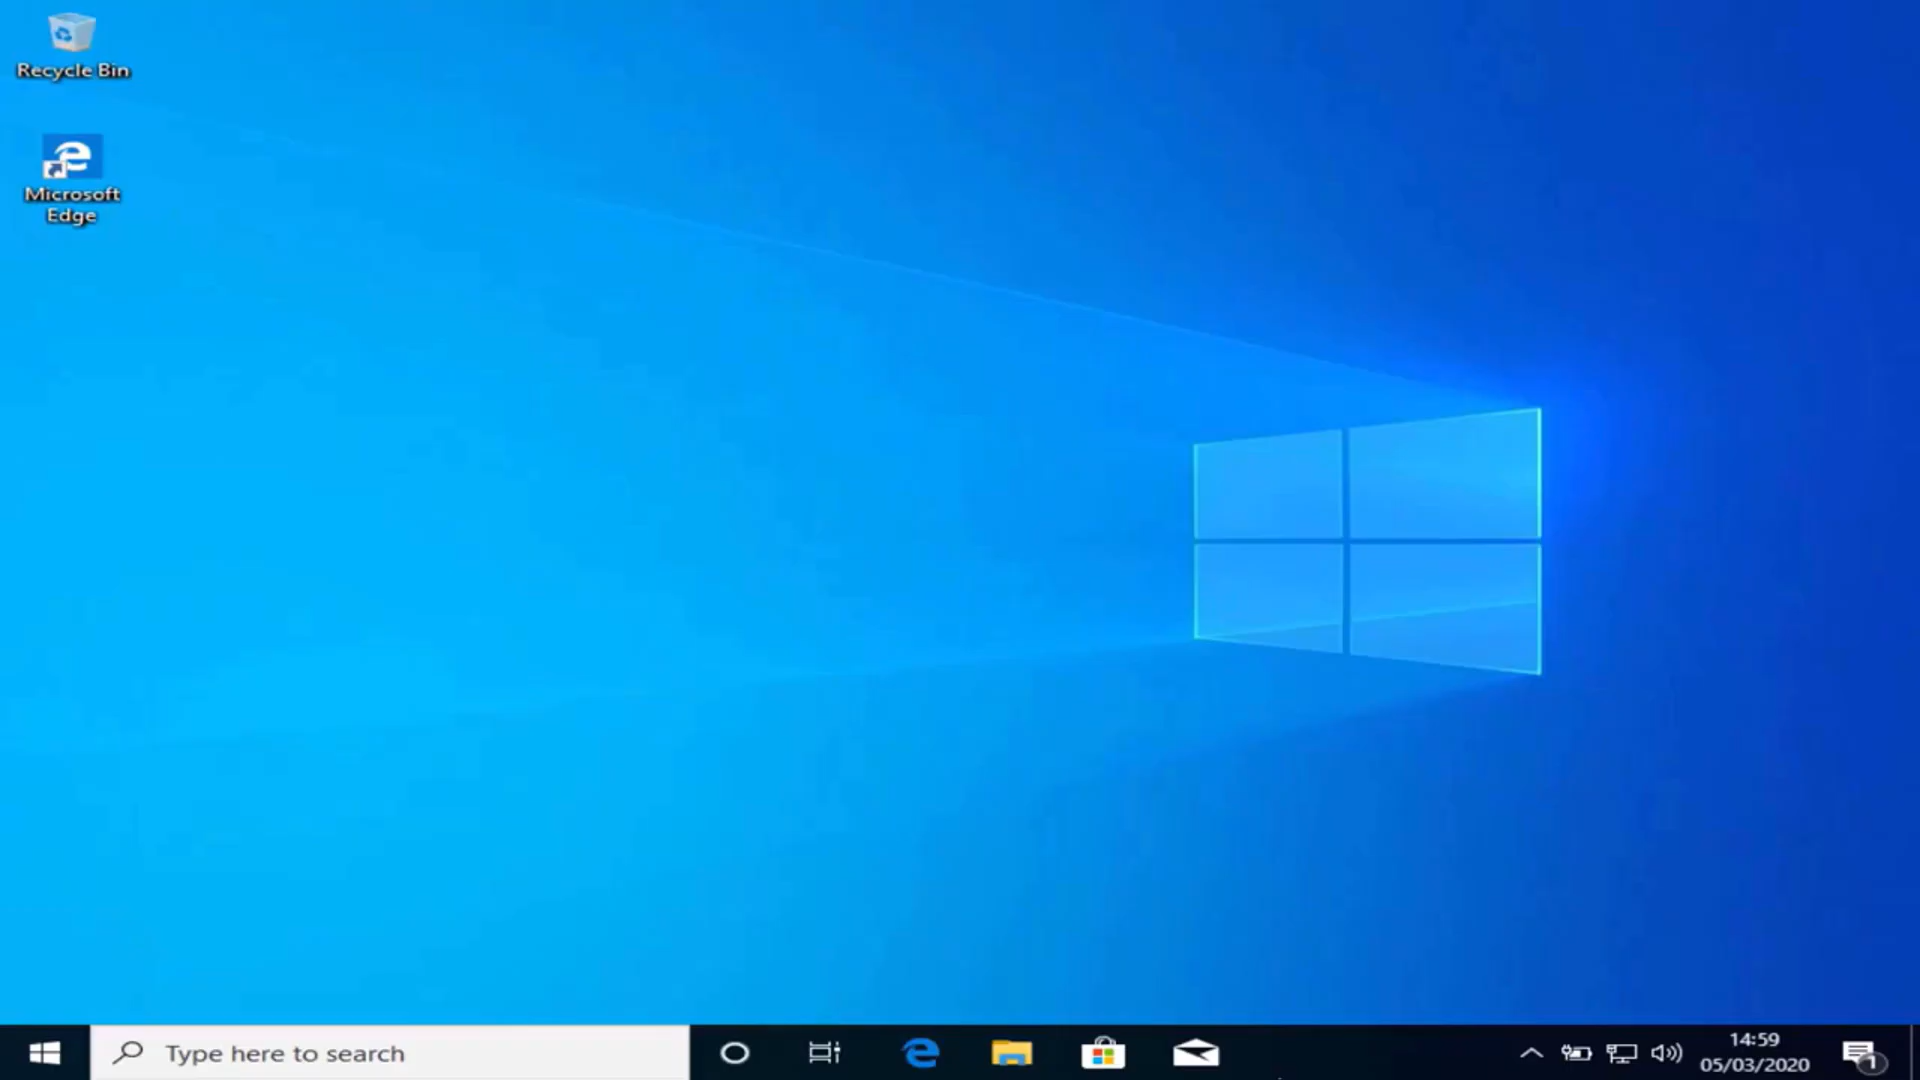 Recycle Bin
Microsoft
Edge
Type here to search
14:59
05/03/2020
1